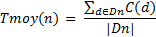 Tmoy(n) = ∑d∈Dn C(d) / |Dn|